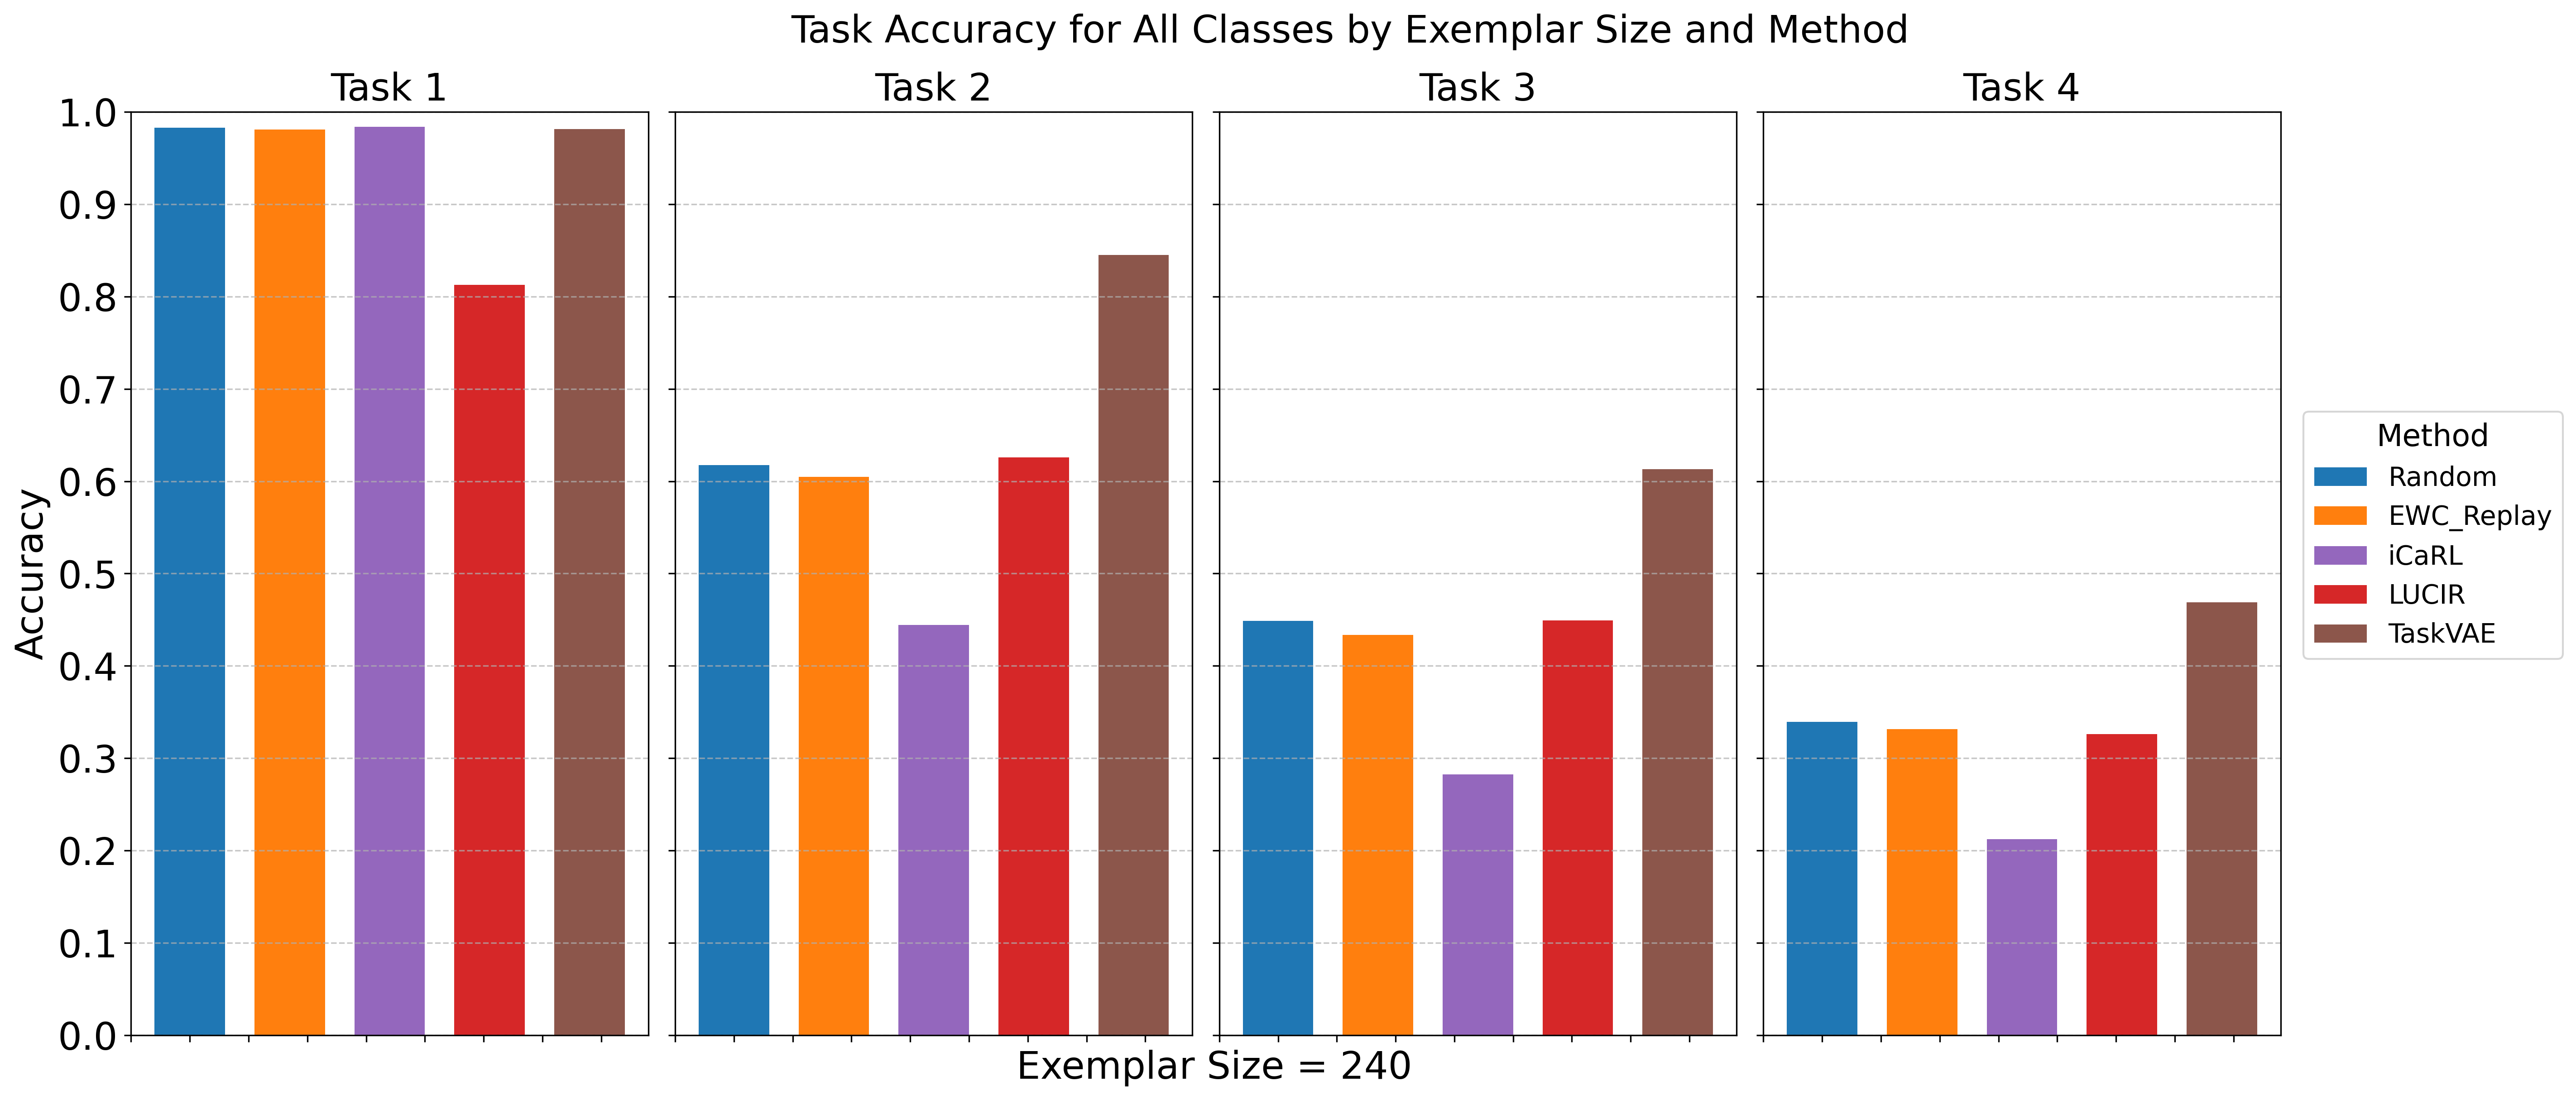 Task Accuracy for All Classes by Exemplar Size and Method
Task 1
Task 2
Task 3
Task 4
1.0
0.9
0.8
0.7
0.6
0.5
0.4
0.3
0.2
0.1
0.0
Accuracy
Exemplar Size = 240
Method
Random
EWC_Replay
iCaRL
LUCIR
TaskVAE